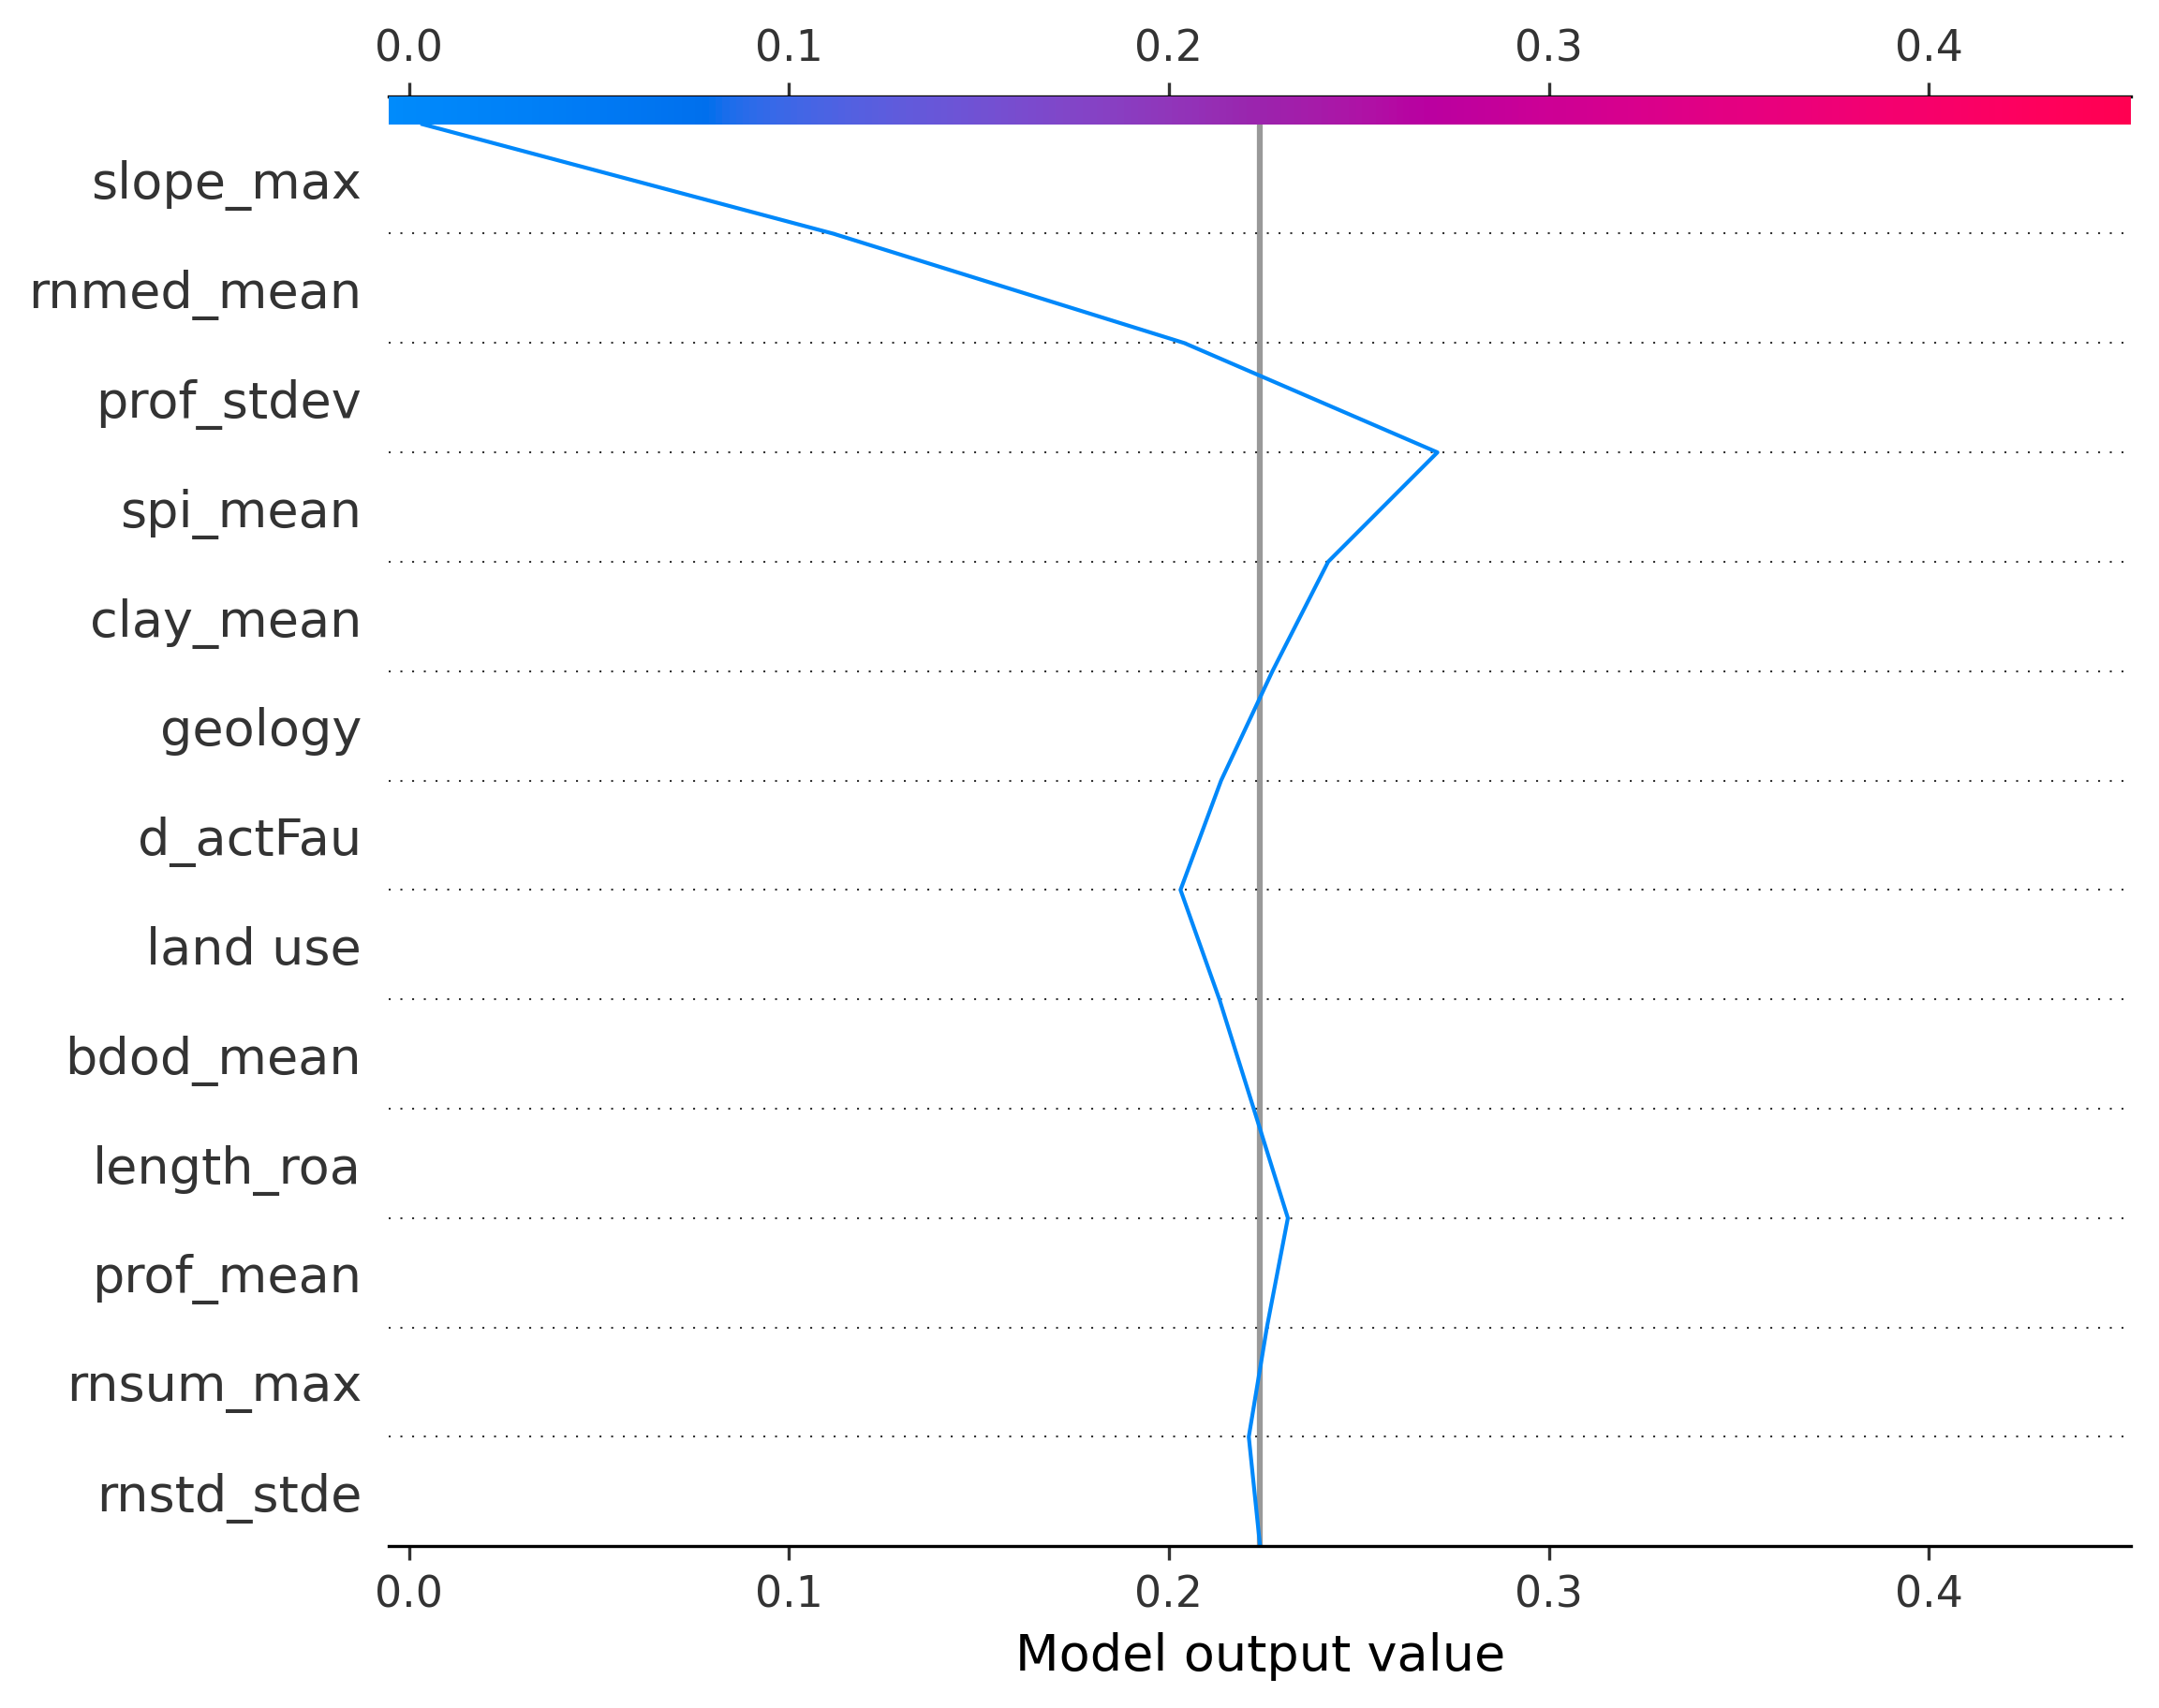 0.0 0.1 0.2 0.3 0.4
slope_max
rnmed_mean
prof_stdev
spi_mean
clay_mean
geology
d_actFau
land use
bdod_mean
length_roa
prof_mean
rnsum_max
rnstd_stde
0.0 0.1 0.2 0.3 0.4
Model output value